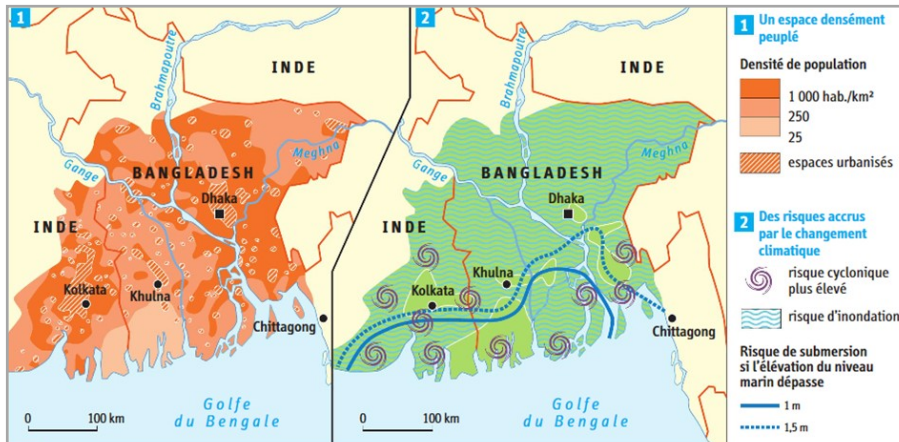 1
INDE
Brahmapoutre
Meghna
Gange
BANGLADESH
Dhaka
INDE
Kolkata
Khulna
Chittagong
Golfe
du Bengale
0 100 km
2
INDE
Brahmapoutre
Meghna
Gange
BANGLADESH
Dhaka
INDE
Khulna
Kolkata
Chittagong
Golfe
du Bengale
0 100 km
1 Un espace densément
peuplé
Densité de population
1 000 hab./km²
250
25
espaces urbanisés
2 Des risques accrus
par le changement
climatique
risque cyclonique
plus élevé
risque d'inondation
Risque de submersion
si l'élévation du niveau
marin dépasse
1 m
1,5 m